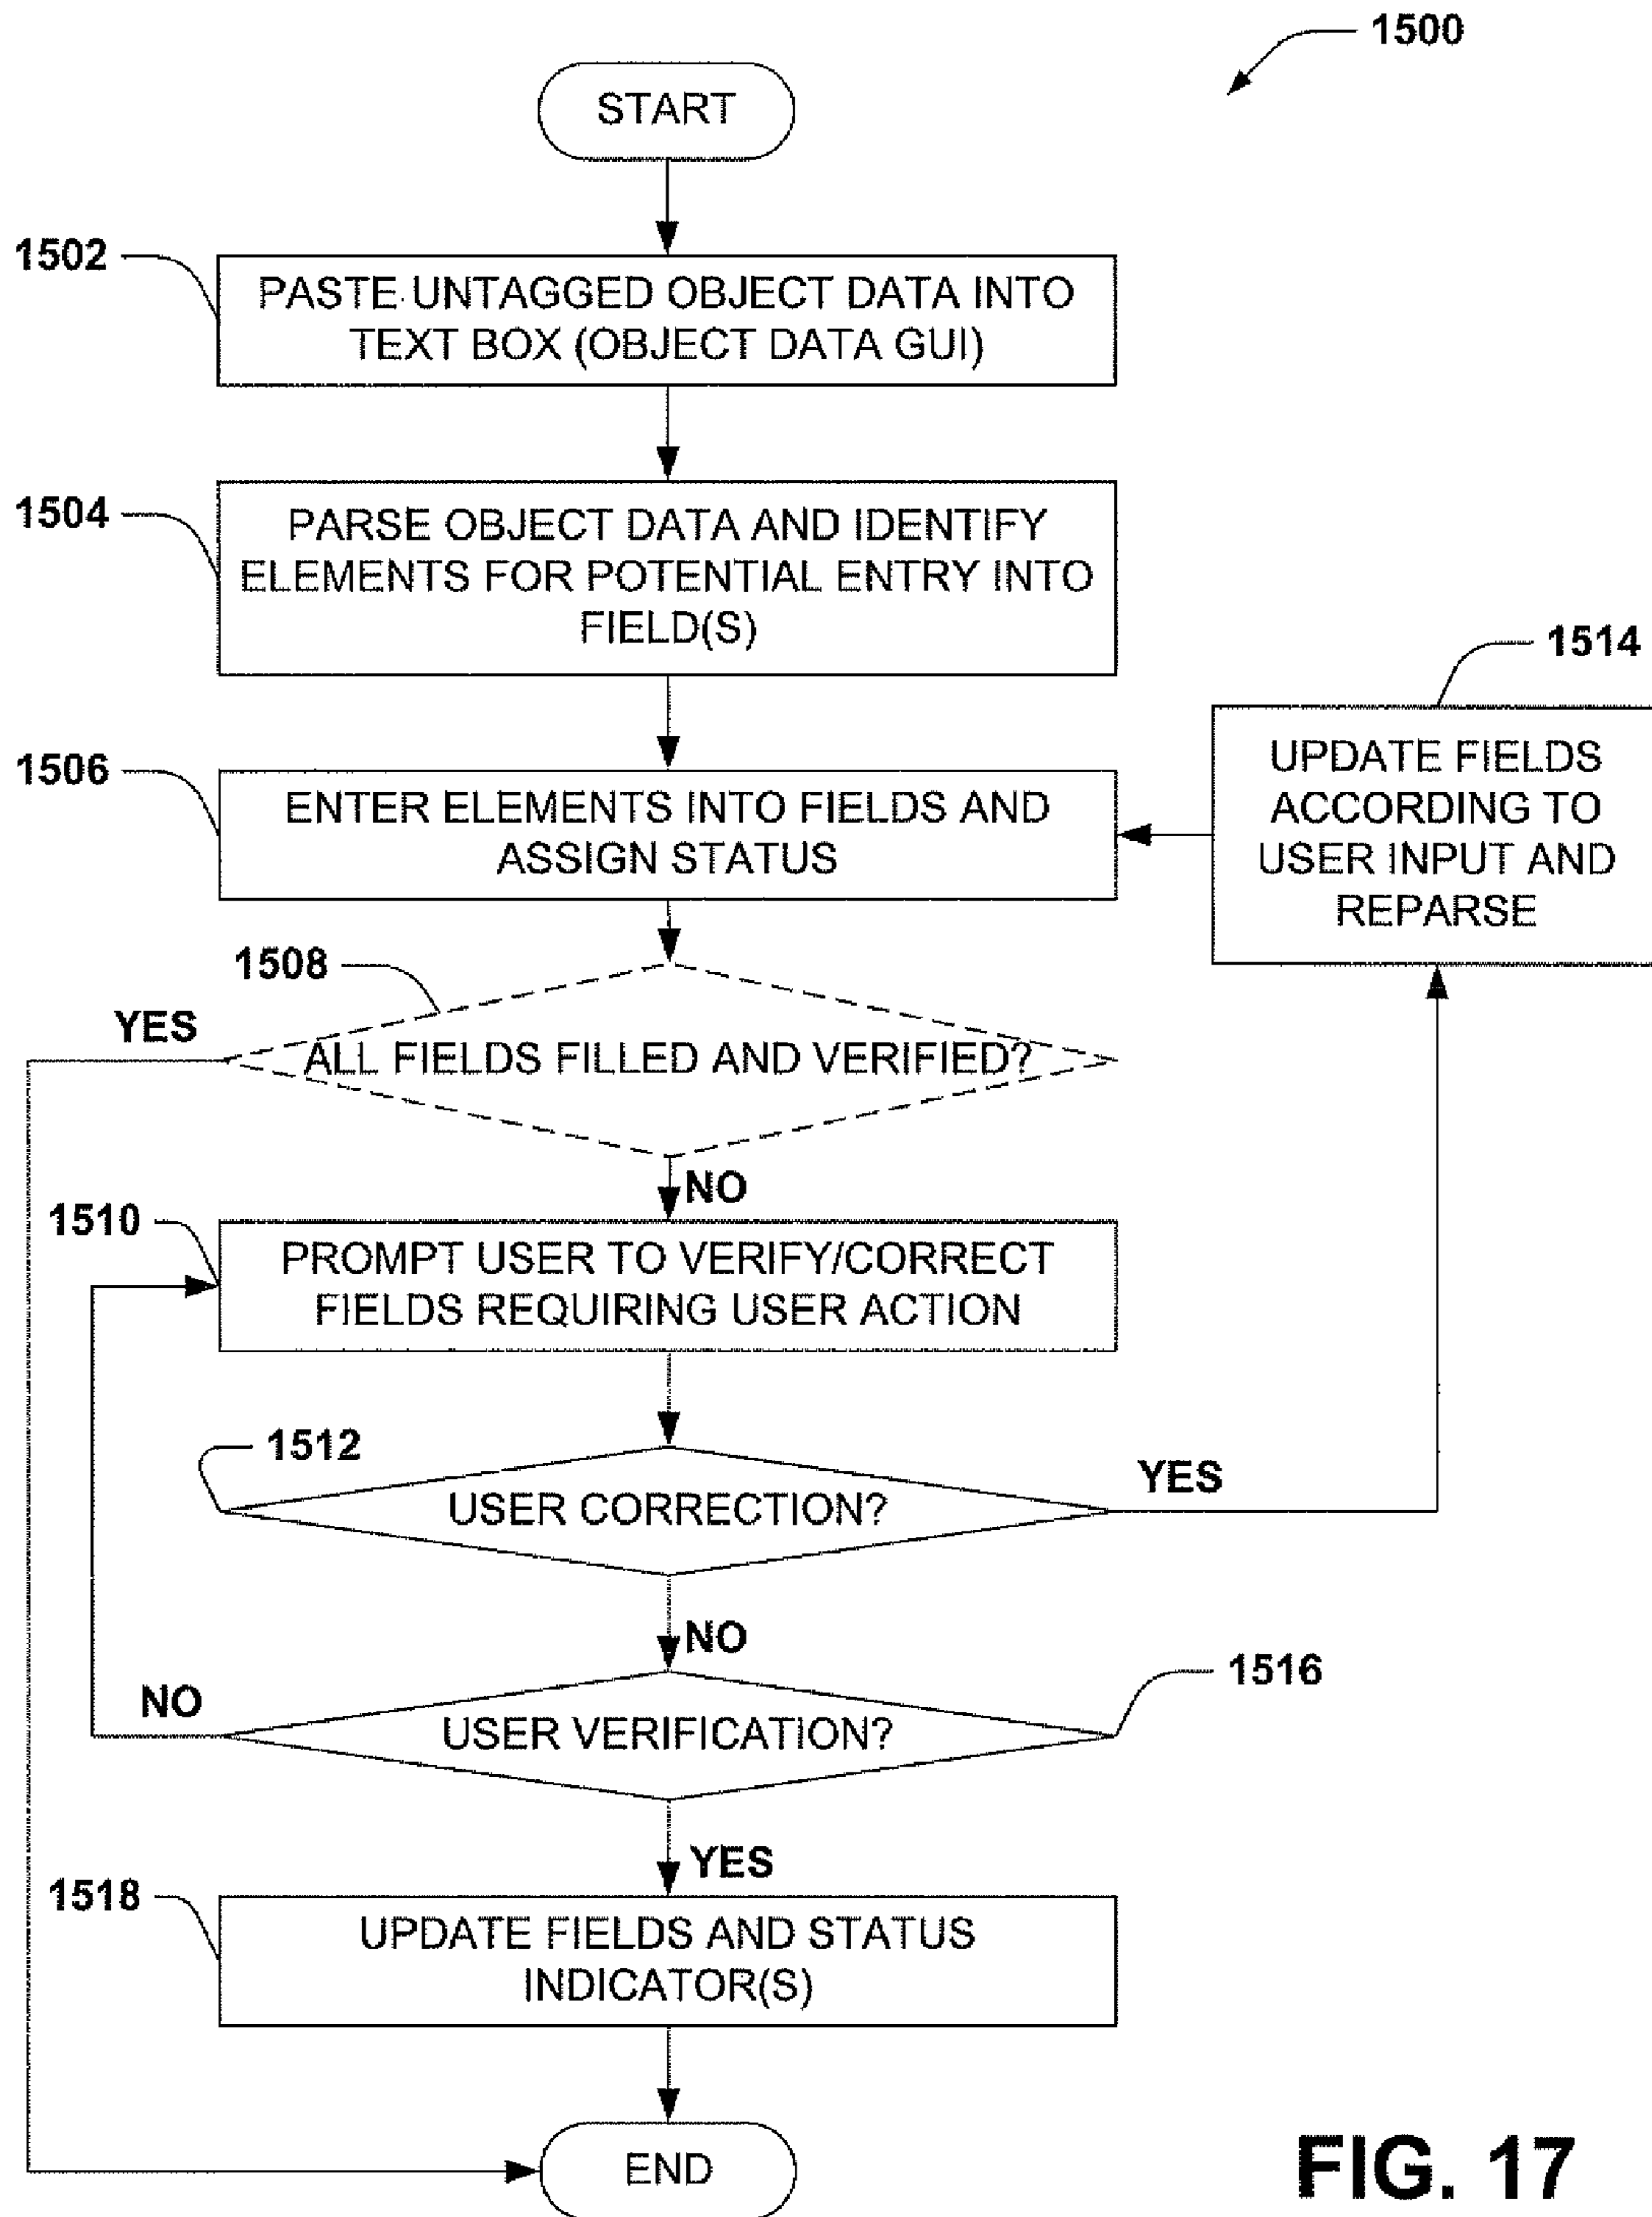 1500
START
1502
PASTE UNTAGGED OBJECT DATA INTO
TEXT BOX (OBJECT DATA GUI)
1504
PARSE OBJECT DATA AND IDENTIFY
ELEMENTS FOR POTENTIAL ENTRY INTO
FIELD(S)
1514
UPDATE FIELDS
ACCORDING TO
USER INPUT AND
REPARSE
1506
ENTER ELEMENTS INTO FIELDS AND
ASSIGN STATUS
1508
YES
ALL FIELDS FILLED AND VERIFIED?
NO
1510
PROMPT USER TO VERIFY/CORRECT
FIELDS REQUIRING USER ACTION
1512
YES
USER CORRECTION?
NO
1516
NO
USER VERIFICATION?
YES
1518
UPDATE FIELDS AND STATUS
INDICATOR(S)
END
FIG. 17